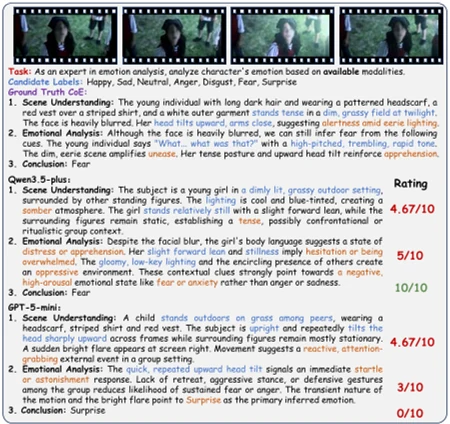 Task: As an expert in emotion analysis, analyze character's emotion based on available modalities.
Candidate Labels: Happy, Sad, Neutral, Anger, Disgust, Fear, Surprise
Ground Truth CoE:
1. Scene Understanding: The young individual with long dark hair and wearing a patterned headscarf, a
red vest over a striped shirt, and a white outer garment stands tense in a dim, grassy field at twilight.
The face is heavily blurred. Her head tilts upward, arms close, suggesting alertness amid eerie lighting.
2. Emotional Analysis: Although the face is heavily blurred, we can still infer fear from the following
cues. The young individual says "What... what was that?" with a high-pitched, trembling, rapid tone.
The dim, eerie scene amplifies unease. Her tense posture and upward head tilt reinforce apprehension.
3. Conclusion: Fear
Qwen3.5-plus:
Rating
1. Scene Understanding: The subject is a young girl in a dimly lit, grassy outdoor setting,
surrounded by other standing figures. The lighting is cool and blue-tinted, creating a
somber atmosphere. The girl stands relatively still with a slight forward lean, while the
surrounding figures remain static, establishing a tense, possibly confrontational or
ritualistic group context.
4.67/10
2. Emotional Analysis: Despite the facial blur, the girl's body language suggests a state of
distress or apprehension. Her slight forward lean and stillness imply hesitation or being
overwhelmed. The gloomy, low-key lighting and the encircling presence of others create
an oppressive environment. These contextual clues strongly point towards a negative,
high-arousal emotional state like fear or anxiety rather than anger or sadness.
5/10
3. Conclusion: Fear
10/10
GPT-5-mini:
1. Scene Understanding: A child stands outdoors on grass among peers, wearing a
headscarf, striped shirt and red vest. The subject is upright and repeatedly tilts the
head sharply upward across frames while surrounding figures remain mostly stationary.
A sudden bright flare appears at screen right. Movement suggests a reactive, attention-
grabbing external event in a group setting.
4.67/10
2. Emotional Analysis: The quick, repeated upward head tilt signals an immediate startle
or astonishment response. Lack of retreat, aggressive stance, or defensive gestures
among the group reduces likelihood of sustained fear or anger. The transient nature of
the motion and the bright flare point to Surprise as the primary inferred emotion.
3/10
3. Conclusion: Surprise
0/10